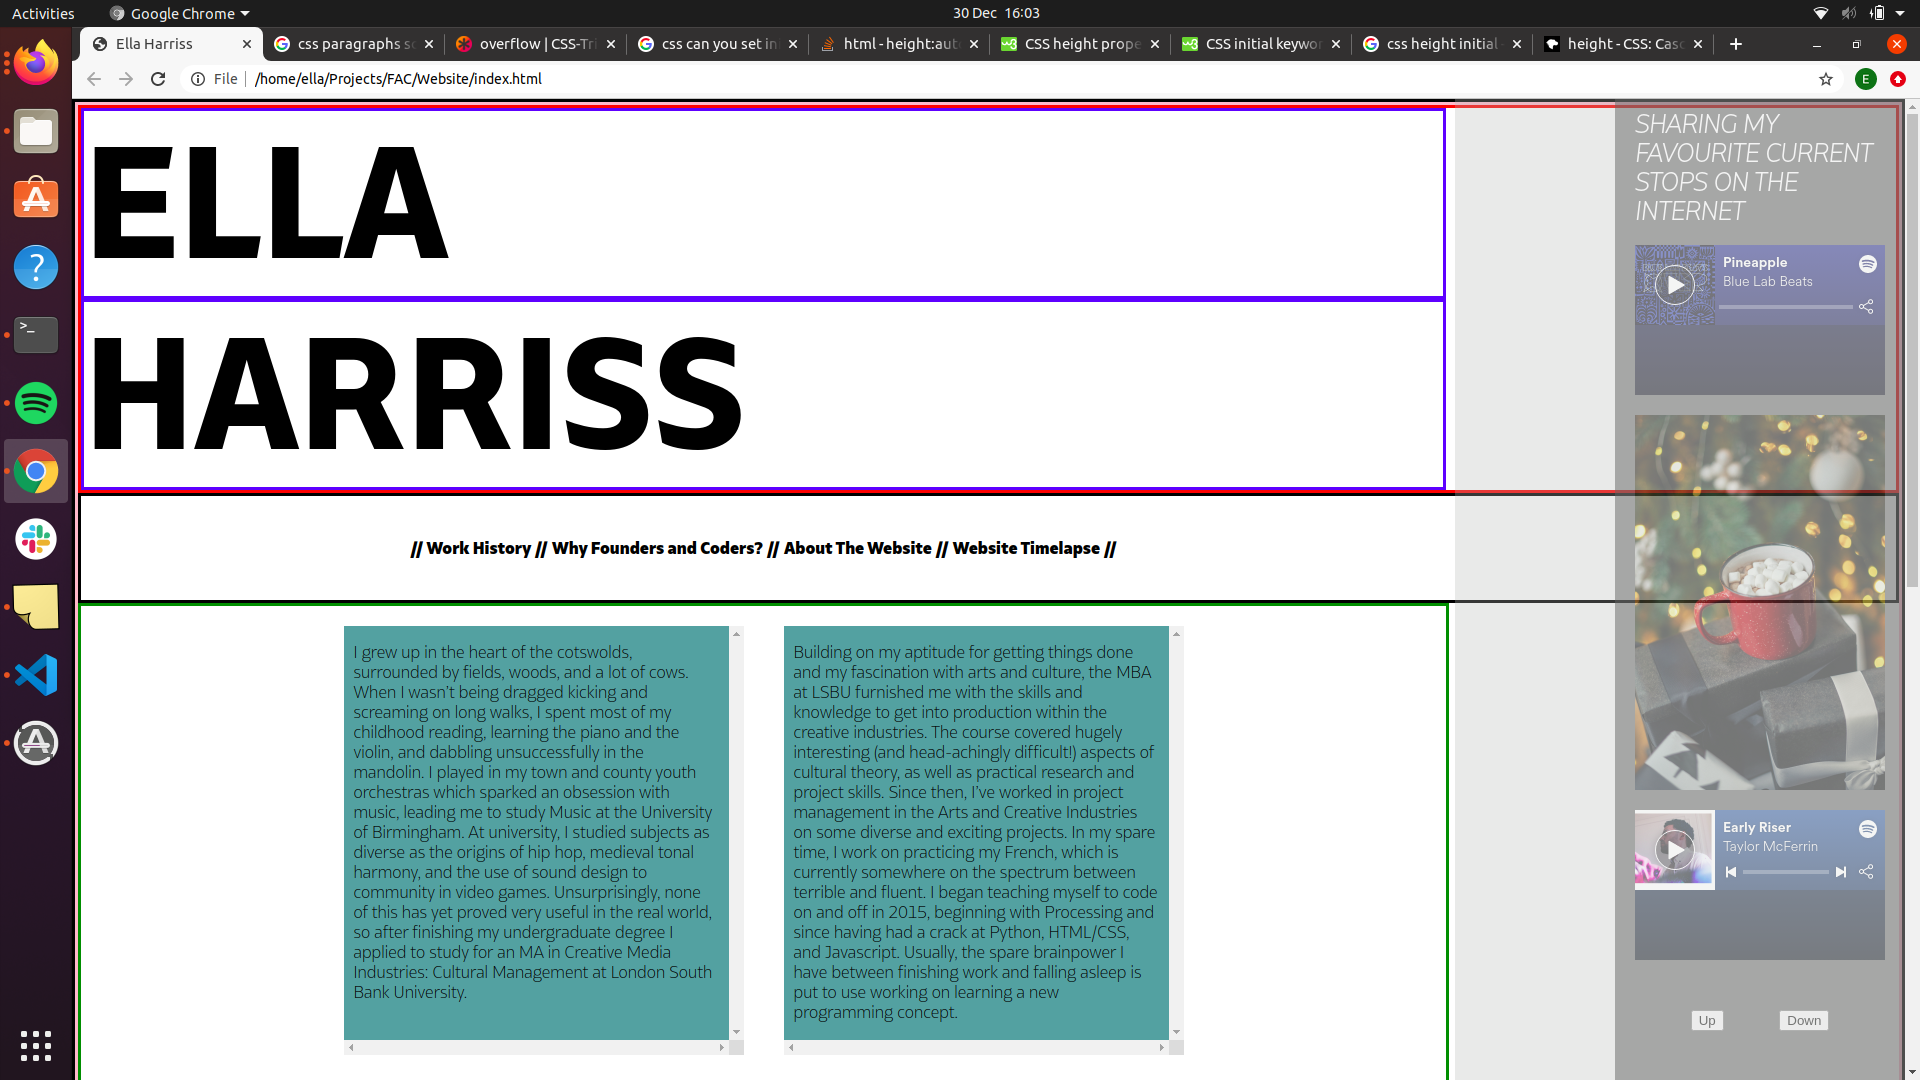 Activities
Google Chrome
30 Dec 16:03
Ella Harriss
css paragraphs sc
overflow | CSS-Tri
css can you set ini
html - height:auto
CSS height prope
CSS initial keywor
css height initial -
height - CSS: Casc
File
/home/ella/Projects/FAC/Website/index.html
E
ELLA
HARRISS
// Work History // Why Founders and Coders? // About The Website // Website Timelapse //
I grew up in the heart of the cotswolds,
surrounded by fields, woods, and a lot of cows.
When I wasn't being dragged kicking and
screaming on long walks, I spent most of my
childhood reading, learning the piano and the
violin, and dabbling unsuccessfully in the
mandolin. I played in my town and county youth
orchestras which sparked an obsession with
music, leading me to study Music at the University
of Birmingham. At university, I studied subjects as
diverse as the origins of hip hop, medieval tonal
harmony, and the use of sound design to
community in video games. Unsurprisingly, none
of this has yet proved very useful in the real world,
so after finishing my undergraduate degree I
applied to study for an MA in Creative Media
Industries: Cultural Management at London South
Bank University.
Building on my aptitude for getting things done
and my fascination with arts and culture, the MBA
at LSBU furnished me with the skills and
knowledge to get into production within the
creative industries. The course covered hugely
interesting (and head-achingly difficult!) aspects of
cultural theory, as well as practical research and
project skills. Since then, I've worked in project
management in the Arts and Creative Industries
on some diverse and exciting projects. In my spare
time, I work on practicing my French, which is
currently somewhere on the spectrum between
terrible and fluent. I began teaching myself to code
on and off in 2015, beginning with Processing and
since having had a crack at Python, HTML/CSS,
and Javascript. Usually, the spare brainpower I
have between finishing work and falling asleep is
put to use working on learning a new
programming concept.
SHARING MY
FAVOURITE CURRENT
STOPS ON THE
INTERNET
Pineapple
Blue Lab Beats
Early Riser
Taylor McFerrin
Up
Down